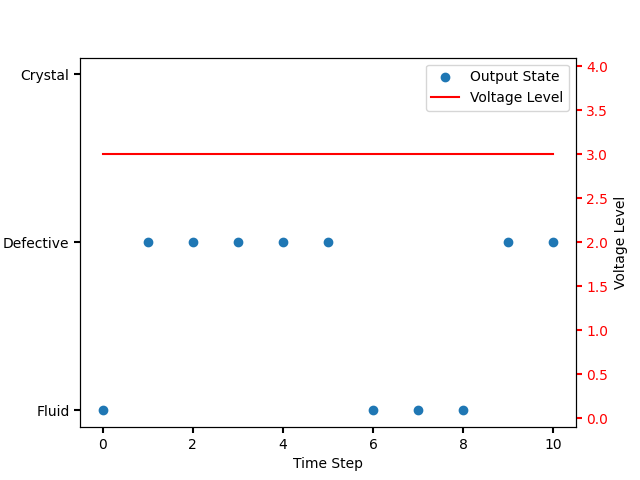 Crystal
Defective
Fluid
Output State
Voltage Level
4.0
3.5
3.0
2.5
2.0
1.5
1.0
0.5
0.0
Voltage Level
0 2 4 6 8 10
Time Step